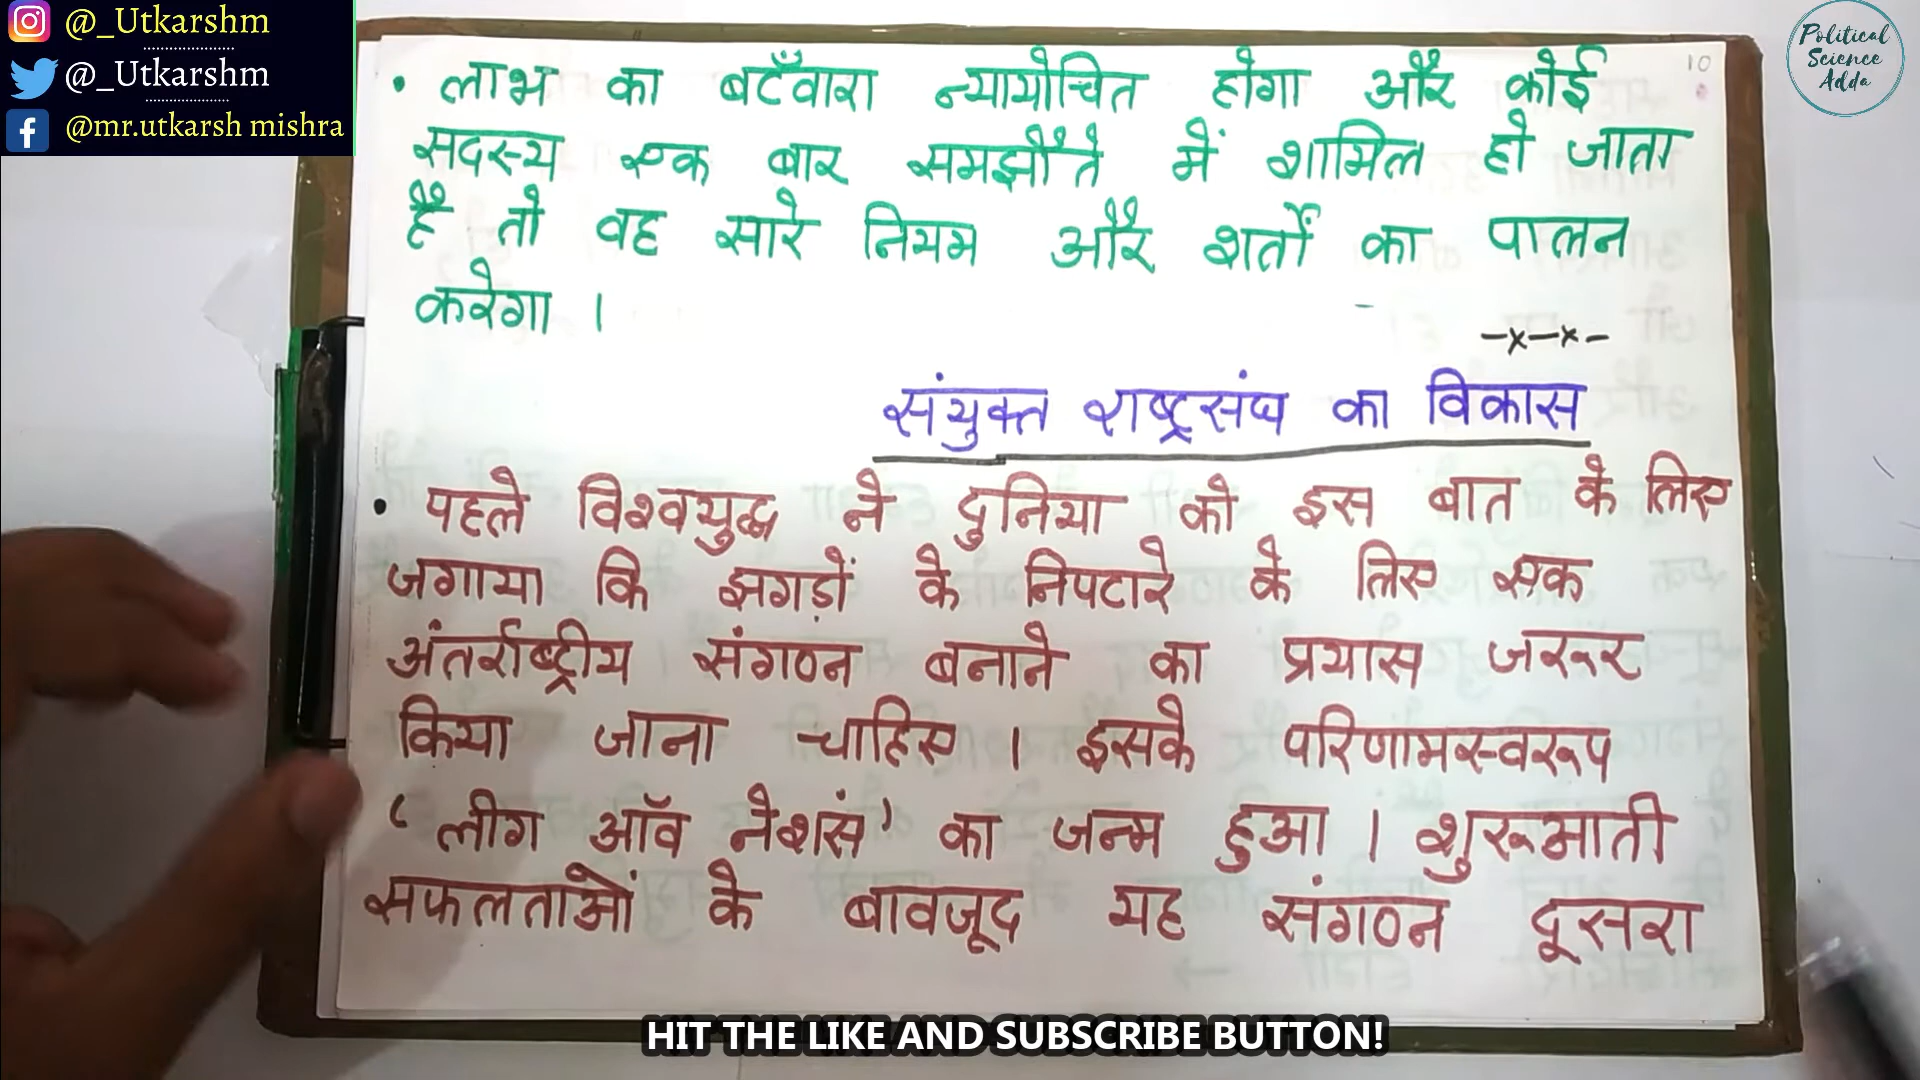 @_Utkarshm
@_Utkarshm
@mr.utkarsh mishra
Political
Science
Adda
10
• लाभ का बटँवारा न्यायोचित होगा और कोई
सदस्य एक बार समझौते में शामिल हो जाता
है तो वह सारे नियम और शर्तों का पालन
करेगा ।
-x-x-
संयुक्त राष्ट्रसंघ का विकास
• पहले विश्वयुद्ध ने दुनिया को इस बात के लिए
जगाया कि झगड़ों के निपटारे के लिए एक
अंतर्राष्ट्रीय संगठन बनाने का प्रयास जरूर
किया जाना चाहिए । इसके परिणामस्वरूप
‘लीग ऑव नेशंस’ का जन्म हुआ । शुरूआती
सफलताओं के बावजूद यह संगठन दूसरा
HIT THE LIKE AND SUBSCRIBE BUTTON!